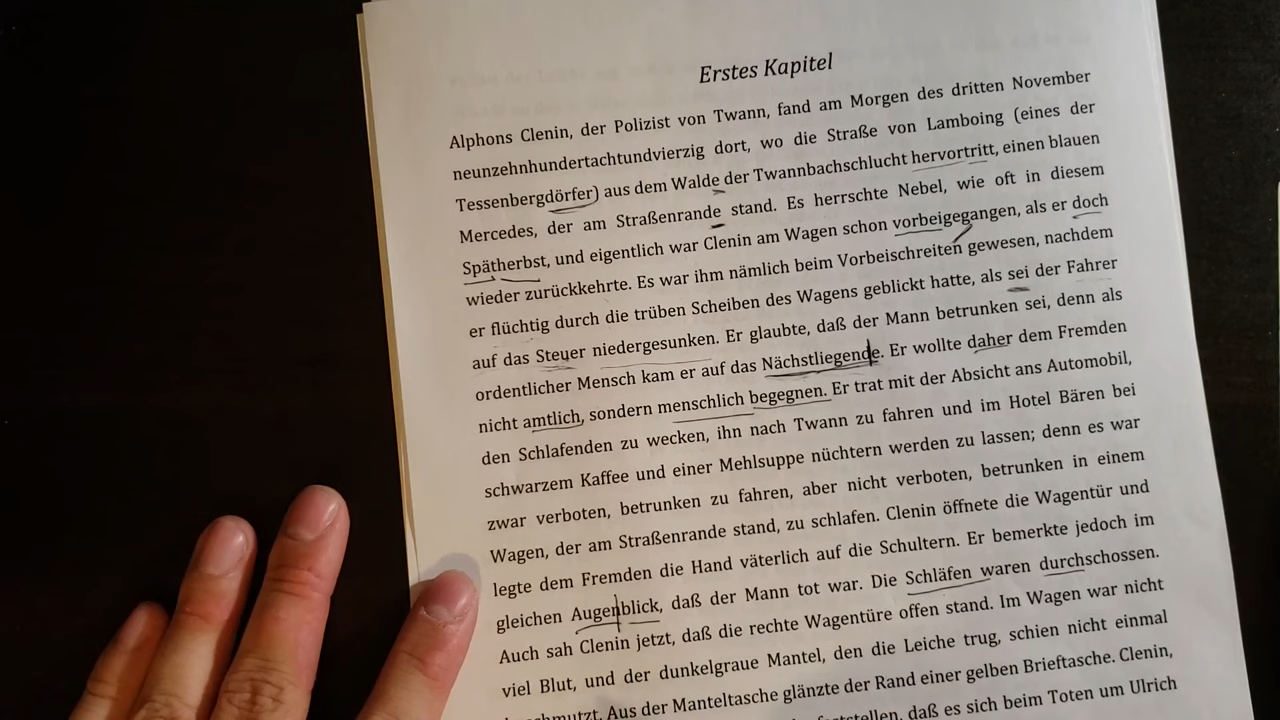 Erstes Kapitel
Alphons Clenin, der Polizist von Twann, fand am Morgen des dritten November
neunzehnhundertachtundvierzig dort, wo die Straße von Lamboing (eines der
Tessenbergdörfer) aus dem Walde der Twannbachschlucht hervortritt, einen blauen
Mercedes, der am Straßenrande stand. Es herrschte Nebel, wie oft in diesem
Spätherbst, und eigentlich war Clenin am Wagen schon vorbeigegangen, als er doch
wieder zurückkehrte. Es war ihm nämlich beim Vorbeischreiten gewesen, nachdem
er flüchtig durch die trüben Scheiben des Wagens geblickt hatte, als sei der Fahrer
auf das Steuer niedergesunken. Er glaubte, daß der Mann betrunken sei, denn als
ordentlicher Mensch kam er auf das Nächstliegende. Er wollte daher dem Fremden
nicht amtlich, sondern menschlich begegnen. Er trat mit der Absicht ans Automobil,
den Schlafenden zu wecken, ihn nach Twann zu fahren und im Hotel Bären bei
schwarzem Kaffee und einer Mehlsuppe nüchtern werden zu lassen; denn es war
zwar verboten, betrunken zu fahren, aber nicht verboten, betrunken in einem
Wagen, der am Straßenrande stand, zu schlafen. Clenin öffnete die Wagentür und
legte dem Fremden die Hand väterlich auf die Schultern. Er bemerkte jedoch im
gleichen Augenblick, daß der Mann tot war. Die Schläfen waren durchschossen.
Auch sah Clenin jetzt, daß die rechte Wagentüre offen stand. Im Wagen war nicht
viel Blut, und der dunkelgraue Mantel, den die Leiche trug, schien nicht einmal
Aus der Manteltasche glänzte der Rand einer gelben Brieftasche. Clenin,
daß es sich beim Toten um Ulrich